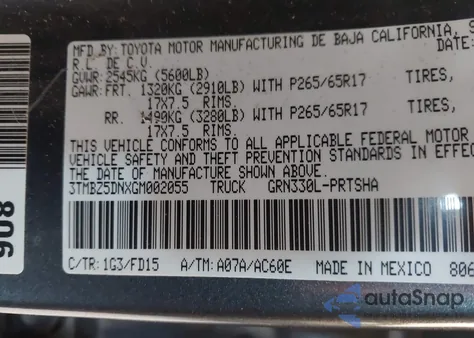 MFD BY: TOYOTA MOTOR MANUFACTURING DE BAJA CALIFORNIA, S
R.L. DE C.V. DATE:
GVWR: 2545KG (5600LB)
GAWR: FRT. 1320KG (2910LB) WITH P265/65R17 TIRES,
17X7.5 RIMS.
RR. 1490KG (3280LB) WITH P265/65R17 TIRES,
17X7.5 RIMS.
THIS VEHICLE CONFORMS TO ALL APPLICABLE FEDERAL MOTOR
VEHICLE SAFETY AND THEFT PREVENTION STANDARDS IN EFFEC
THE DATE OF MANUFACTURE SHOWN ABOVE.
3TMBZ5DNXGM002055 TRUCK GRN330L-PRTSHA
C/TR: 1G3/FD15 A/TM: A07A/AC60E MADE IN MEXICO 806
806
autoSnap